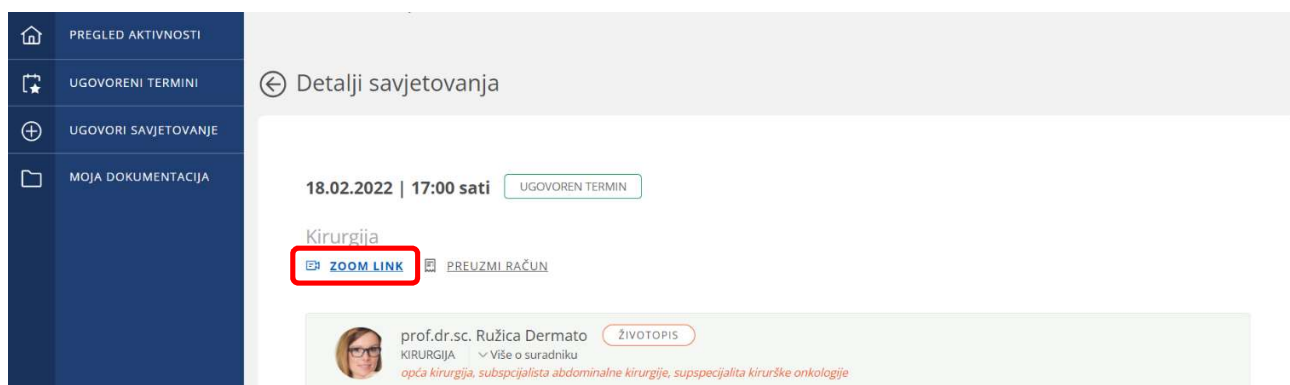 PREGLED AKTIVNOSTI
UGOVORENI TERMINI
UGOVORI SAVJETOVANJE
MOJA DOKUMENTACIJA
Detalji savjetovanja
18.02.2022 | 17:00 sati UGOVOREN TERMIN
Kirurgija
ZOOM LINK PREUZMI RAČUN
prof.dr.sc. Ružica Dermato ŽIVOTOPIS
KIRURGIJA Više o suradniku
opća kirurgija, subspcijalista abdominalne kirurgije, supspecijalita kirurške onkologije